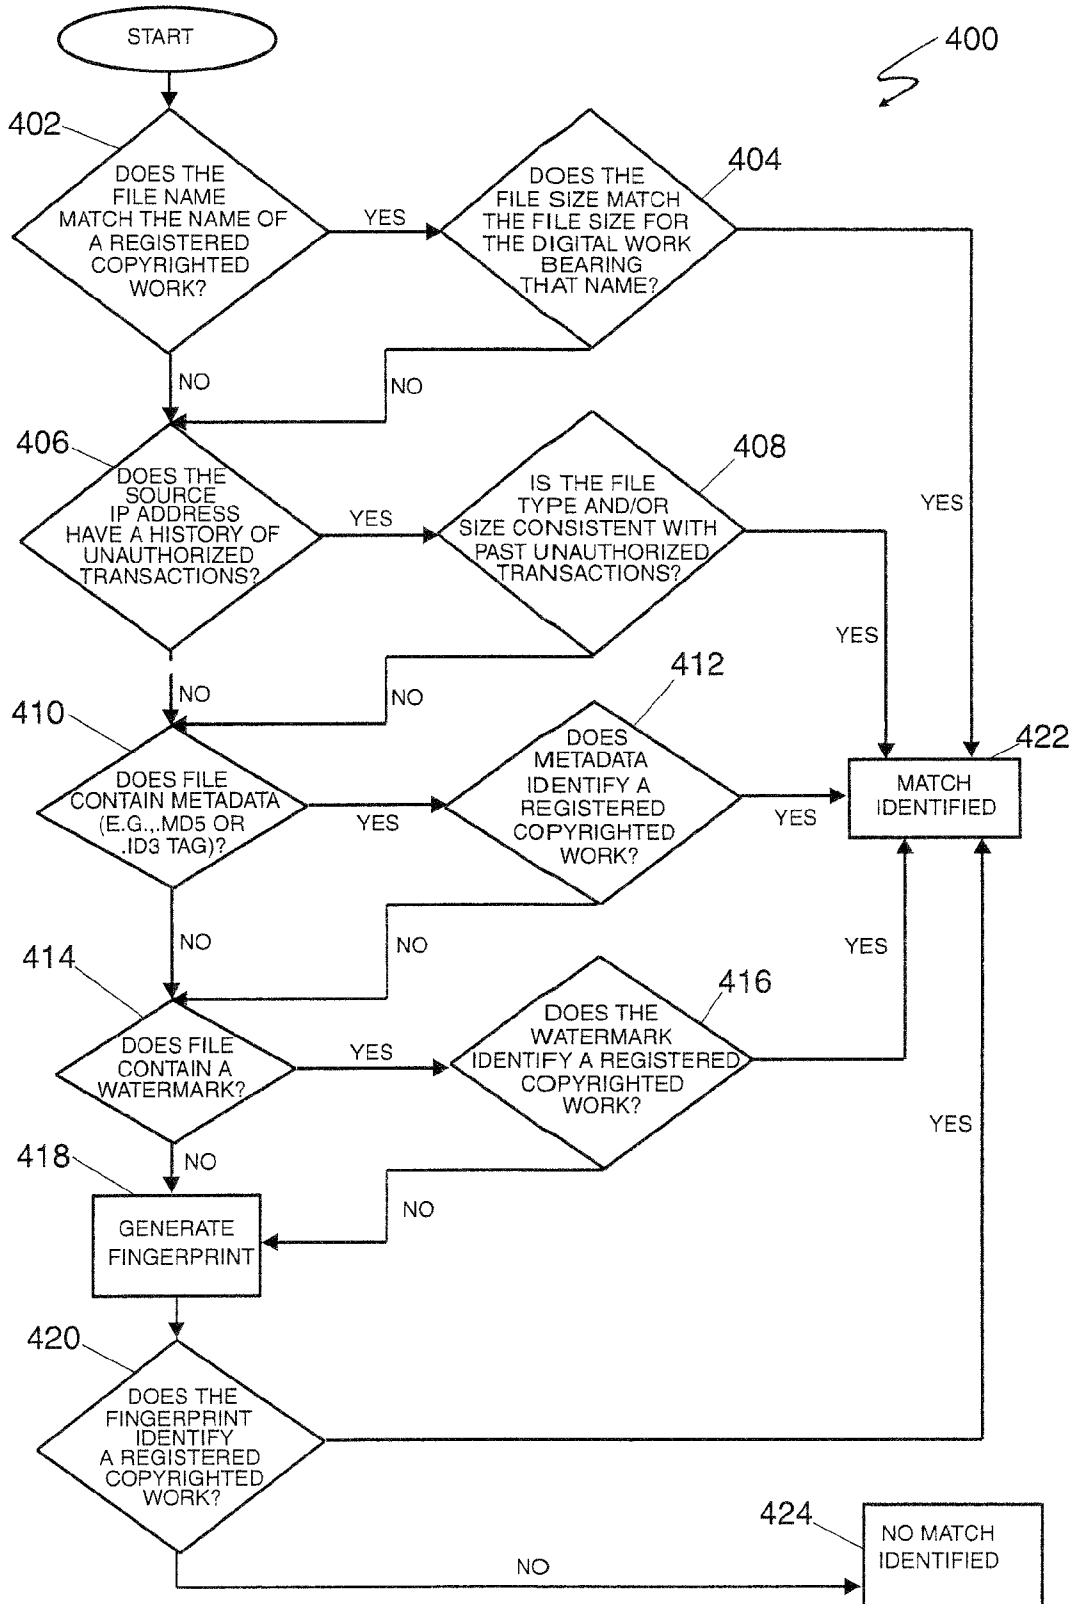 START
400
402
DOES THE
FILE NAME
MATCH THE NAME OF
A REGISTERED
COPYRIGHTED
WORK?
YES
404
DOES THE
FILE SIZE MATCH
THE FILE SIZE FOR
THE DIGITAL WORK
BEARING
THAT NAME?
NO
NO
YES
406
DOES THE
SOURCE
IP ADDRESS
HAVE A HISTORY OF
UNAUTHORIZED
TRANSACTIONS?
YES
408
IS THE FILE
TYPE AND/OR
SIZE CONSISTENT WITH
PAST UNAUTHORIZED
TRANSACTIONS?
YES
NO
NO
410
DOES FILE
CONTAIN METADATA
(E.G.,.MD5 OR
.ID3 TAG)?
YES
412
DOES
METADATA
IDENTIFY A
REGISTERED
COPYRIGHTED
WORK?
YES
422
MATCH
IDENTIFIED
NO
NO
YES
414
DOES FILE
CONTAIN A
WATERMARK?
YES
416
DOES THE
WATERMARK
IDENTIFY A REGISTERED
COPYRIGHTED
WORK?
YES
NO
NO
418
GENERATE
FINGERPRINT
420
DOES THE
FINGERPRINT
IDENTIFY
A REGISTERED
COPYRIGHTED
WORK?
NO
424
NO MATCH
IDENTIFIED